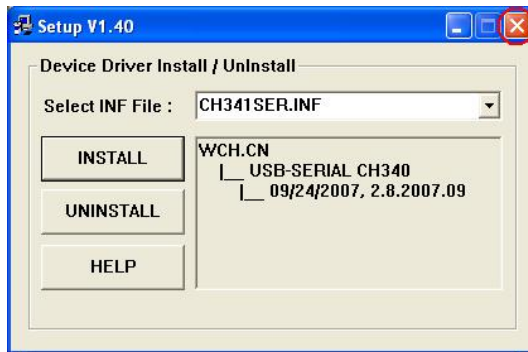 Setup V1.40
Device Driver Install / UnInstall
Select INF File :
CH341SER.INF
INSTALL
UNINSTALL
HELP
WCH.CN
|__ USB-SERIAL CH340
|__ 09/24/2007, 2.8.2007.09